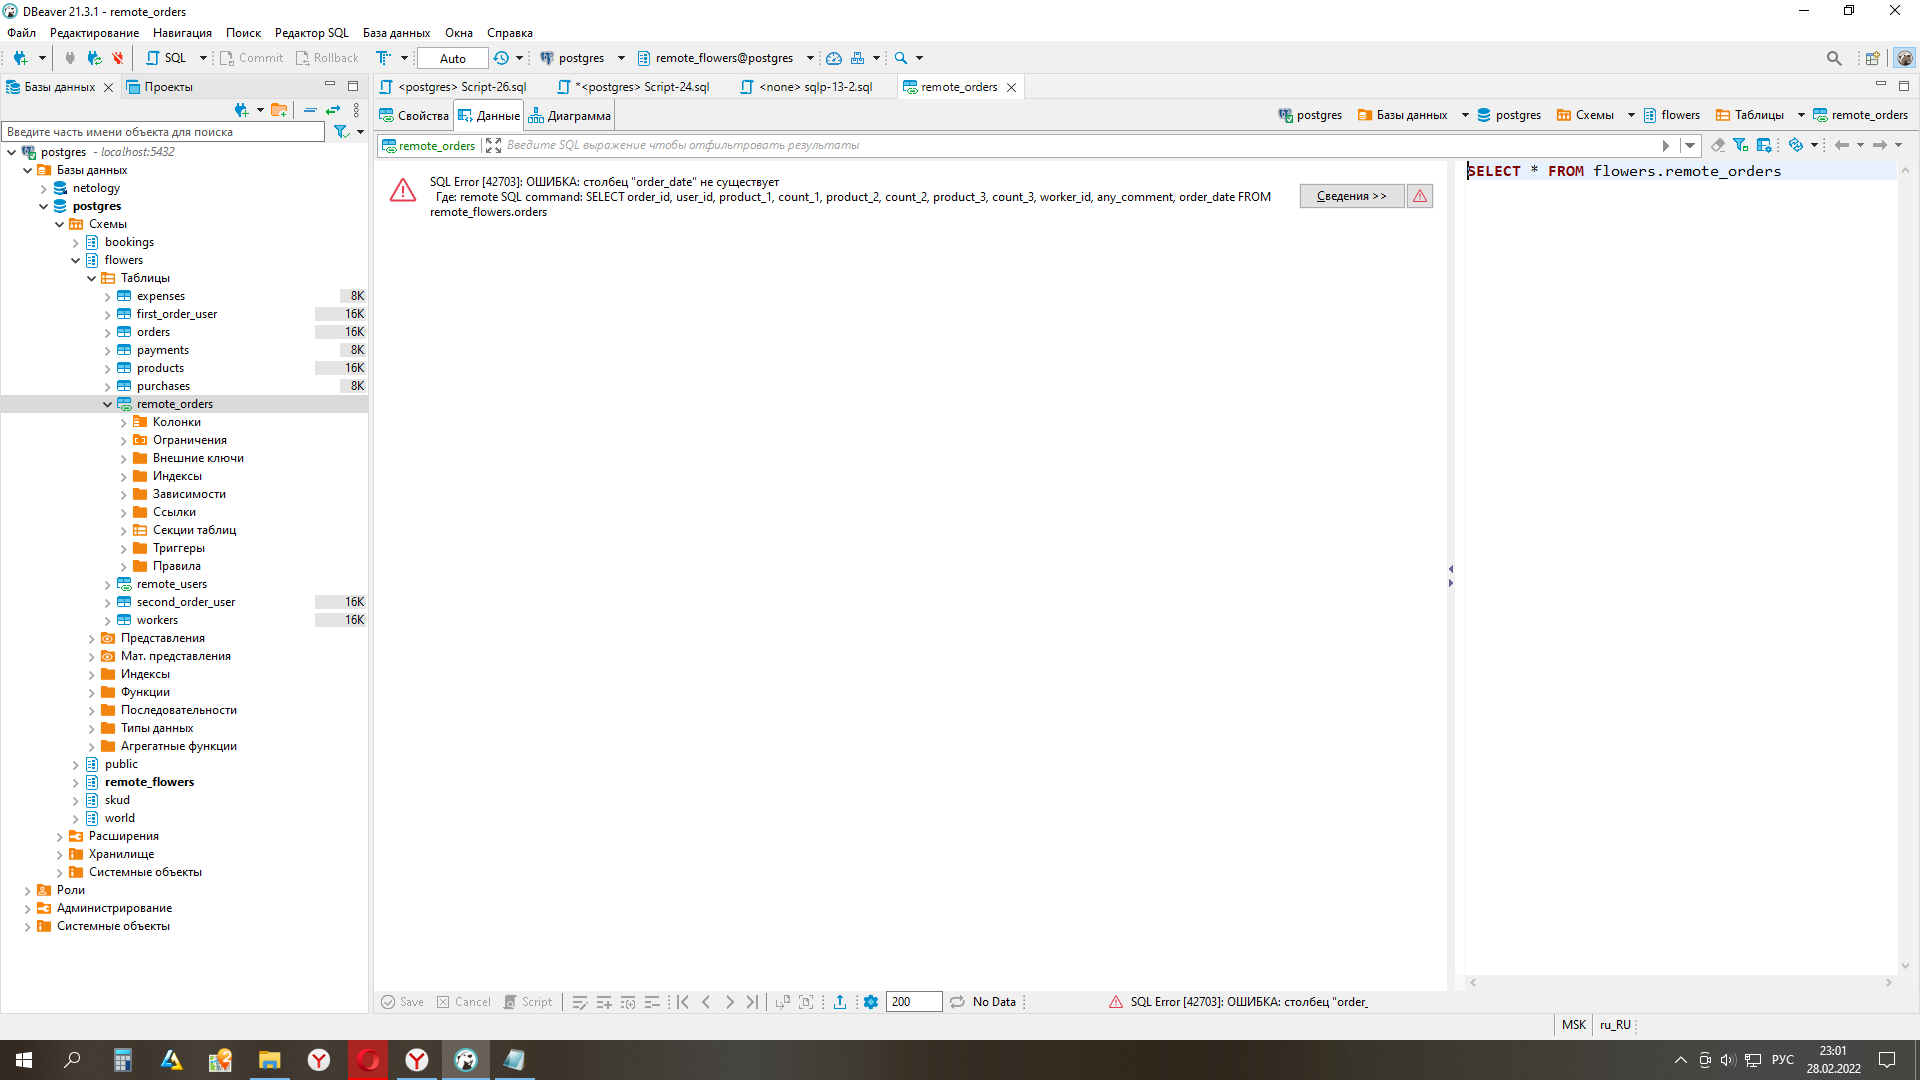 DBeaver 21.3.1 - remote_orders
Файл Редактирование Навигация Поиск Редактор SQL База данных Окна Справка
SQL Commit Rollback Auto postgres remote_flowers@postgres
Базы данных Проекты
Введите часть имени объекта для поиска
postgres - localhost:5432
Базы данных
netology
postgres
Схемы
bookings
flowers
Таблицы
expenses 8K
first_order_user 16K
orders 16K
payments 8K
products 16K
purchases 8K
remote_orders
Колонки
Ограничения
Внешние ключи
Индексы
Зависимости
Ссылки
Секции таблиц
Триггеры
Правила
remote_users
second_order_user 16K
workers 16K
Представления
Мат. представления
Индексы
Функции
Последовательности
Типы данных
Агрегатные функции
public
remote_flowers
skud
world
Расширения
Хранилище
Системные объекты
Роли
Администрирование
Системные объекты
<postgres> Script-26.sql *<postgres> Script-24.sql <none> sqlp-13-2.sql remote_orders
Свойства Данные Диаграмма
postgres Базы данных postgres Схемы flowers Таблицы remote_orders
remote_orders Введите SQL выражение чтобы отфильтровать результаты
SQL Error [42703]: ОШИБКА: столбец "order_date" не существует
Где: remote SQL command: SELECT order_id, user_id, product_1, count_1, product_2, count_2, product_3, count_3, worker_id, any_comment, order_date FROM
remote_flowers.orders
Сведения >>
SELECT * FROM flowers.remote_orders
Save Cancel Script 200 No Data SQL Error [42703]: ОШИБКА: столбец "order_
MSK ru_RU
РУС
23:01
28.02.2022